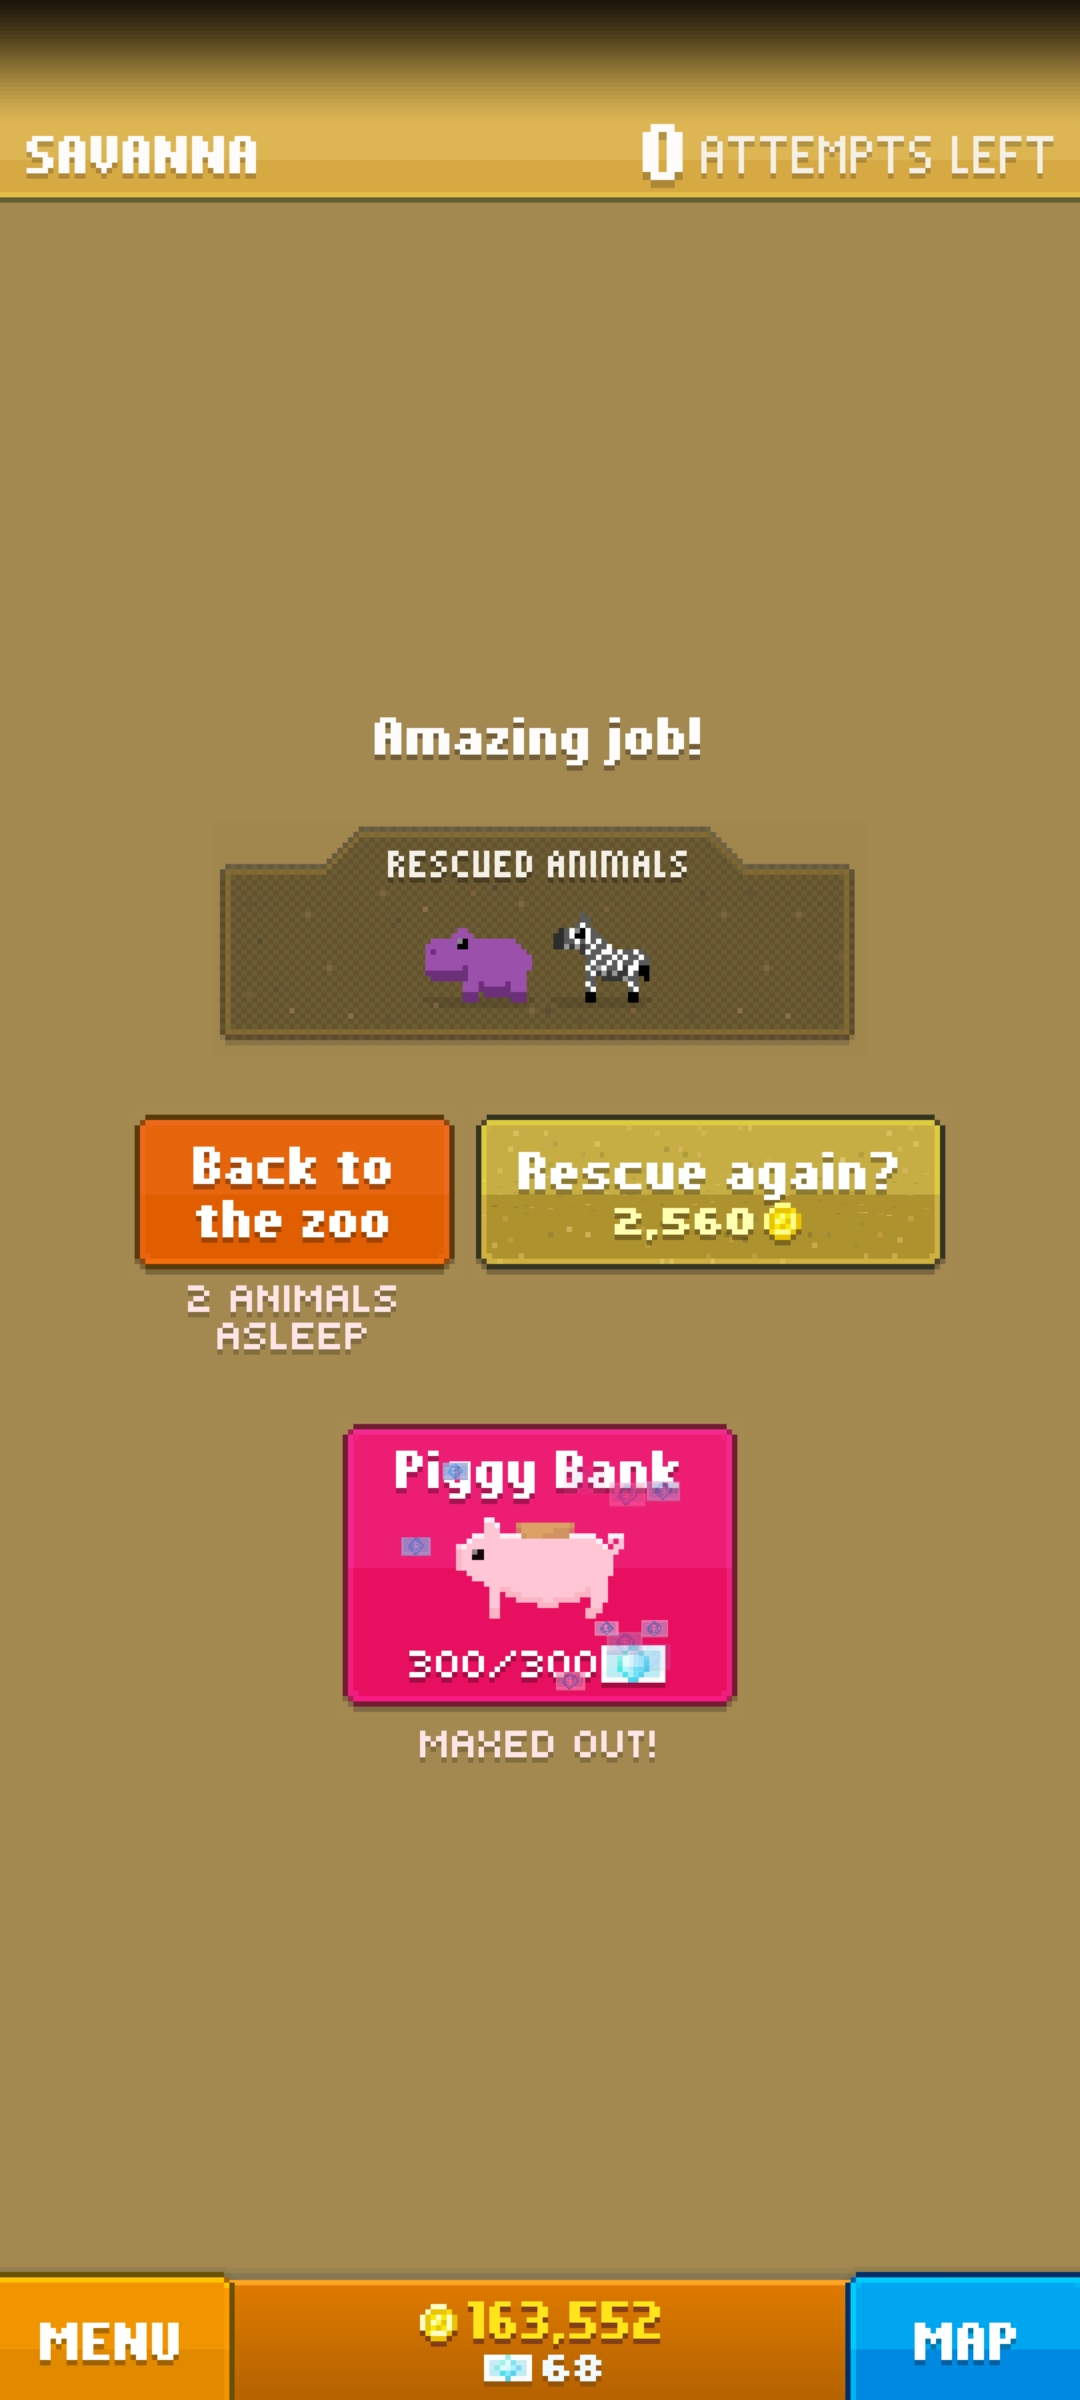 SAVANNA
0 ATTEMPTS LEFT
Amazing job!
RESCUED ANIMALS
Back to
the zoo
Rescue again?
2,560
2 ANIMALS
ASLEEP
Piggy Bank
300/300
MAXED OUT!
MENU
163,552
68
MAP